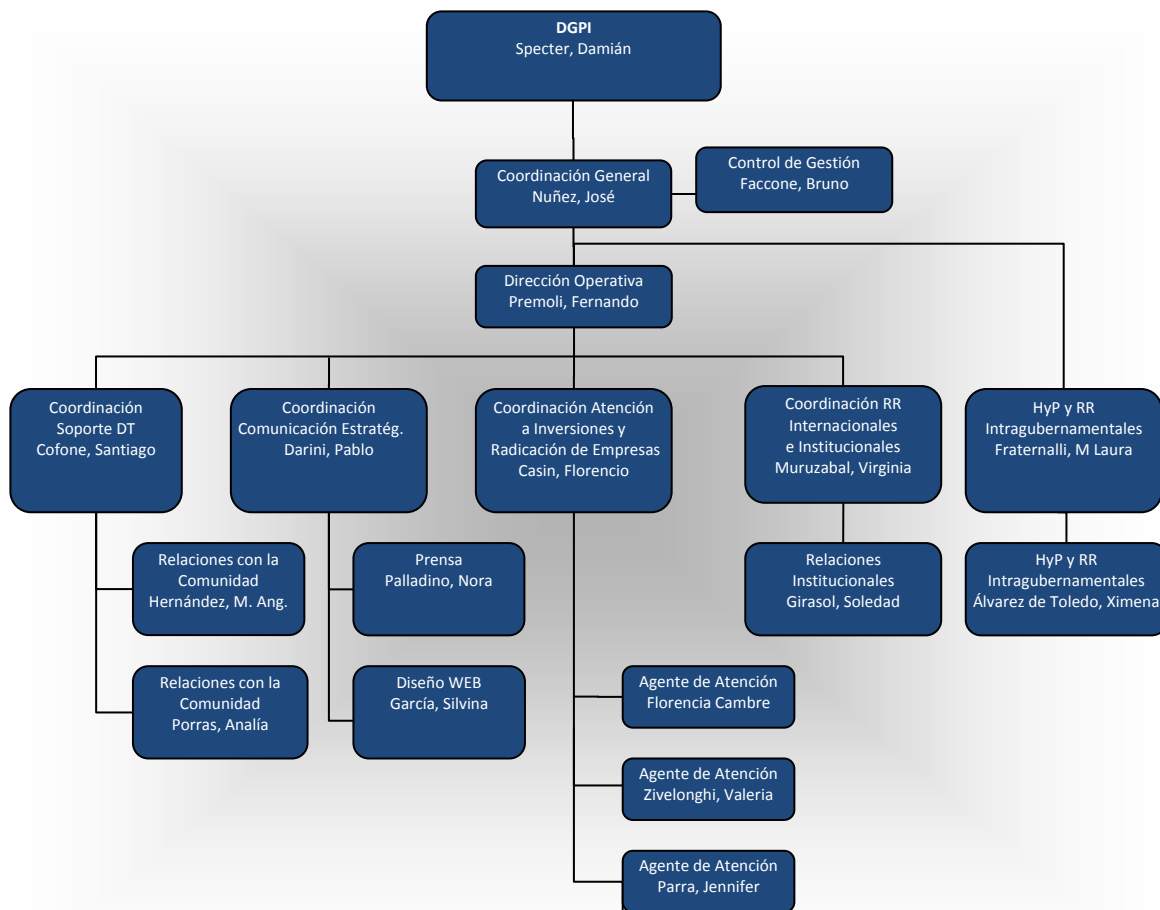 DGPI
Specter, Damián
Coordinación General
Nuñez, José
Control de Gestión
Faccone, Bruno
Dirección Operativa
Premoli, Fernando
Coordinación
Soporte DT
Cofone, Santiago
Coordinación
Comunicación Estratég.
Darini, Pablo
Coordinación Atención
a Inversiones y
Radicación de Empresas
Casin, Florencio
Coordinación RR
Internacionales
e Institucionales
Muruzabal, Virginia
HyP y RR
Intragubernamentales
Fraternalli, M Laura
Relaciones con la
Comunidad
Hernández, M. Ang.
Prensa
Palladino, Nora
Relaciones
Institucionales
Girasol, Soledad
HyP y RR
Intragubernamentales
Álvarez de Toledo, Ximena
Relaciones con la
Comunidad
Porras, Analía
Diseño WEB
García, Silvina
Agente de Atención
Florencia Cambre
Agente de Atención
Zivelonghi, Valeria
Agente de Atención
Parra, Jennifer